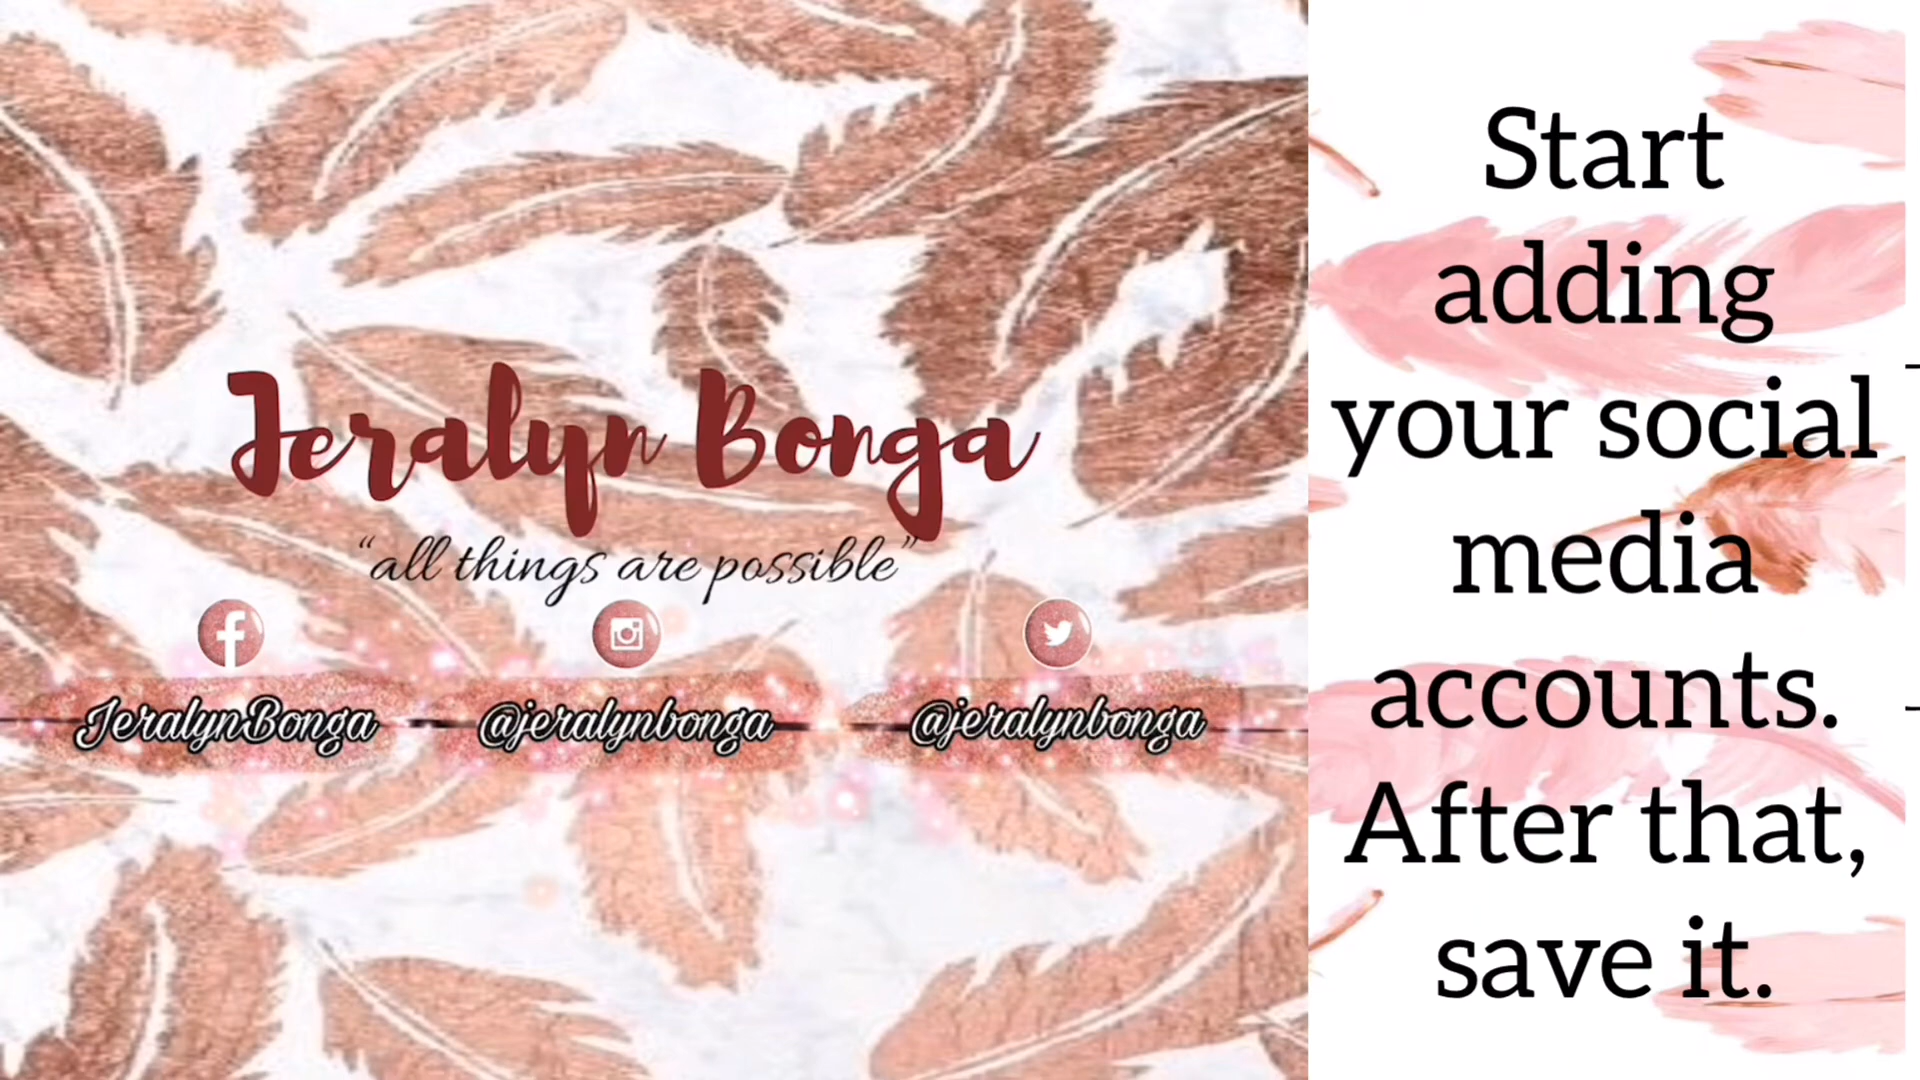 Jeralyn Bonga
“all things are possible”
JeralynBonga
@jeralynbonga
@jeralynbonga
Start
adding
your social
media
accounts.
After that,
save it.